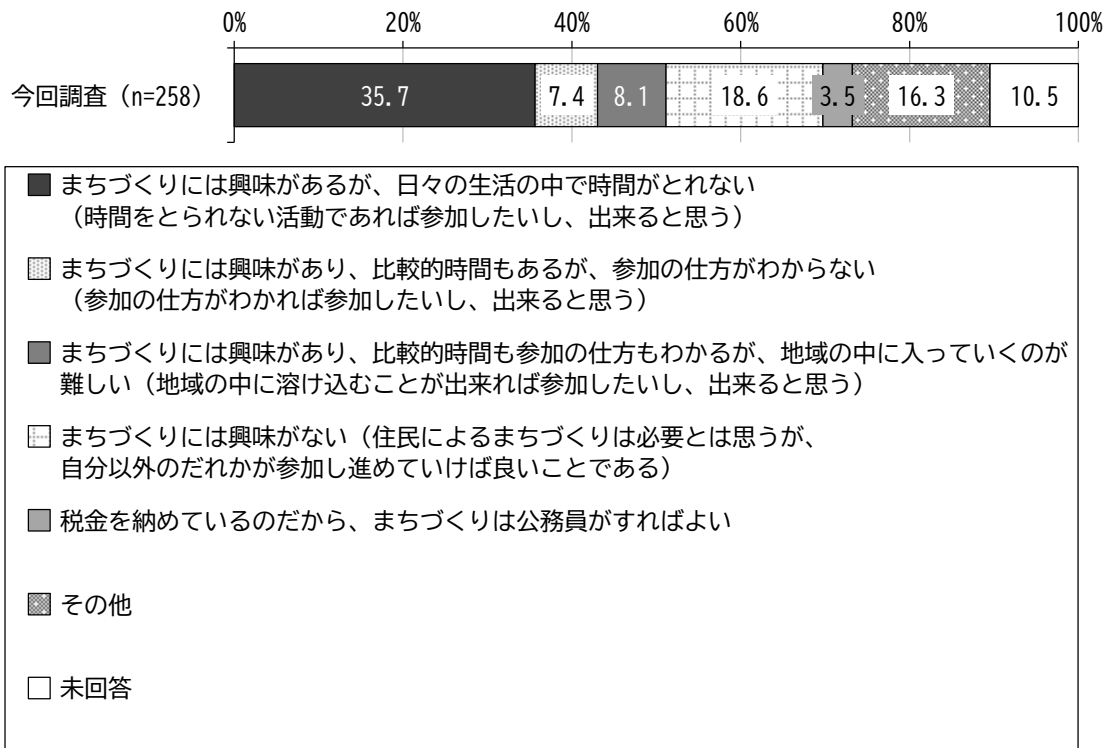 0% 20% 40% 60% 80% 100%
今回調査（n=258） 35.7 7.4 8.1 18.6 3.5 16.3 10.5
まちづくりには興味があるが、日々の生活の中で時間がとれない
（時間をとられない活動であれば参加したいし、出来ると思う）
まちづくりには興味があり、比較的時間もあるが、参加の仕方がわからない
（参加の仕方がわかれば参加したいし、出来ると思う）
まちづくりには興味があり、比較的時間も参加の仕方もわかるが、地域の中に入っていくのが
難しい（地域の中に溶け込むことが出来れば参加したいし、出来ると思う）
まちづくりには興味がない（住民によるまちづくりは必要とは思うが、
自分以外のだれかが参加し進めていけば良いことである）
税金を納めているのだから、まちづくりは公務員がすればよい
その他
未回答